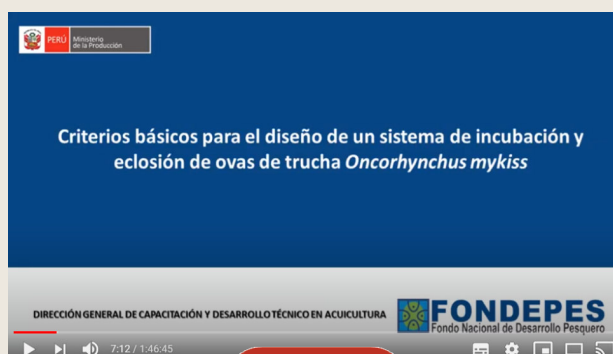 PERÚ
Ministerio
de la Producción
Criterios básicos para el diseño de un sistema de incubación y
eclosión de ovas de trucha Oncorhynchus mykiss
DIRECCIÓN GENERAL DE CAPACITACIÓN Y DESARROLLO TÉCNICO EN ACUICULTURA
FONDEPES
Fondo Nacional de Desarrollo Pesquero
7:12 / 1:46:45